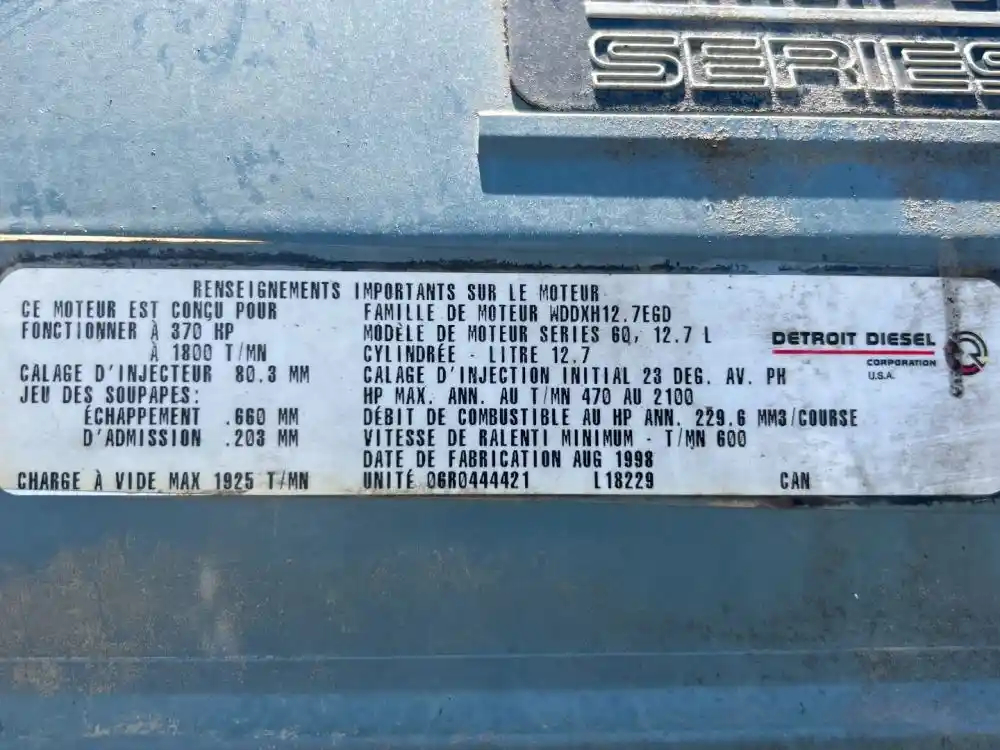 SERIES
RENSEIGNEMENTS IMPORTANTS SUR LE MOTEUR
CE MOTEUR EST CONÇU POUR
FONCTIONNER À 370 HP
À 1800 T/MN
CALAGE D'INJECTEUR 80.3 MM
JEU DES SOUPAPES:
ÉCHAPPEMENT .660 MM
D'ADMISSION .203 MM
CHARGE À VIDE MAX 1925 T/MN
FAMILLE DE MOTEUR WDDXH12.7EGD
MODÈLE DE MOTEUR SERIES 60, 12.7 L
CYLINDRÉE - LITRE 12.7
CALAGE D'INJECTION INITIAL 23 DEG. AV. PH
HP MAX. ANN. AU T/MN 470 AU 2100
DÉBIT DE COMBUSTIBLE AU HP ANN. 229.6 MM3/COURSE
VITESSE DE RALENTI MINIMUM - T/MN 600
DATE DE FABRICATION AUG 1998
UNITÉ 06R0444421 L18229 CAN
DETROIT DIESEL
CORPORATION
U.S.A.